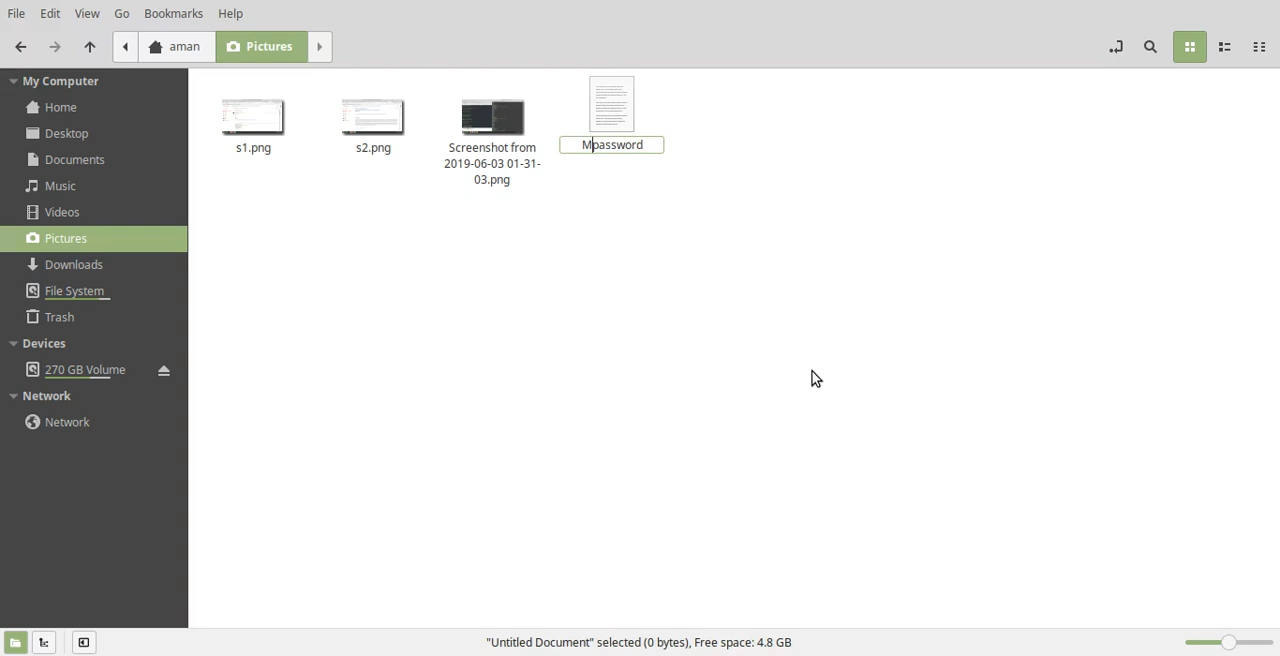 File Edit View Go Bookmarks Help
aman Pictures
My Computer
Home
Desktop
Documents
Music
Videos
Pictures
Downloads
File System
Trash
Devices
270 GB Volume
Network
Network
s1.png
s2.png
Screenshot from
2019-06-03 01-31-
03.png
Mpassword
"Untitled Document" selected (0 bytes), Free space: 4.8 GB